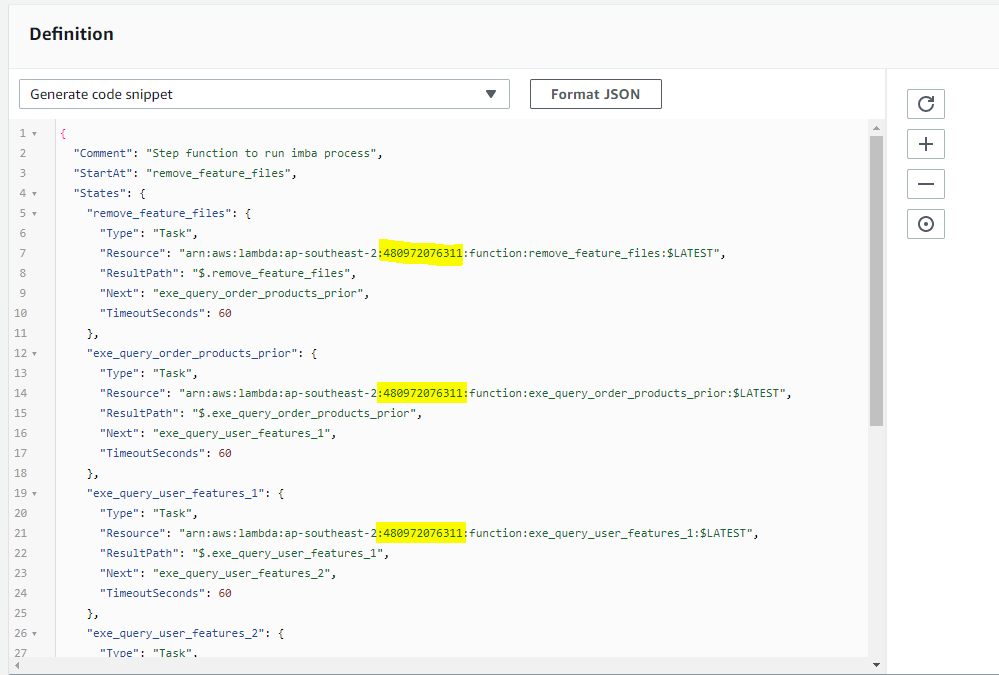 Definition
Generate code snippet
Format JSON
1 {
2 "Comment": "Step function to run imba process",
3 "StartAt": "remove_feature_files",
4 "States": {
5 "remove_feature_files": {
6 "Type": "Task",
7 "Resource": "arn:aws:lambda:ap-southeast-2:480972076311:function:remove_feature_files:$LATEST",
8 "ResultPath": "$.remove_feature_files",
9 "Next": "exe_query_order_products_prior",
10 "TimeoutSeconds": 60
11 },
12 "exe_query_order_products_prior": {
13 "Type": "Task",
14 "Resource": "arn:aws:lambda:ap-southeast-2:480972076311:function:exe_query_order_products_prior:$LATEST",
15 "ResultPath": "$.exe_query_order_products_prior",
16 "Next": "exe_query_user_features_1",
17 "TimeoutSeconds": 60
18 },
19 "exe_query_user_features_1": {
20 "Type": "Task",
21 "Resource": "arn:aws:lambda:ap-southeast-2:480972076311:function:exe_query_user_features_1:$LATEST",
22 "ResultPath": "$.exe_query_user_features_1",
23 "Next": "exe_query_user_features_2",
24 "TimeoutSeconds": 60
25 },
26 "exe_query_user_features_2": {
27 "Type": "Task",